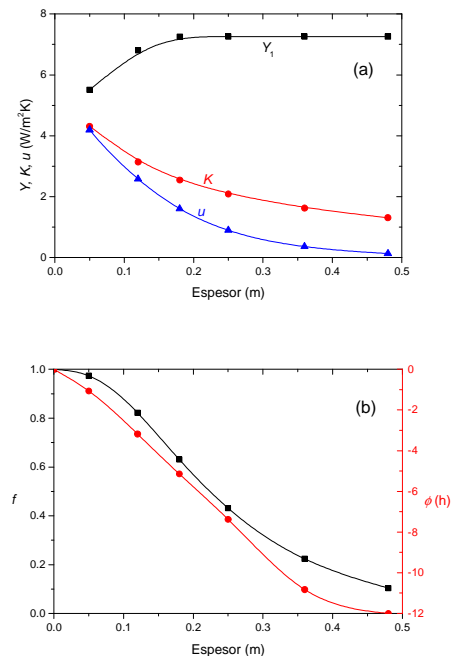 8
6
4
2
0
Y, K, u (W/m²K)
(a)
Y₁
K
u
0.0 0.1 0.2 0.3 0.4 0.5
Espesor (m)
1.0
0.8
0.6
0.4
0.2
0.0
f
(b)
0
-2
-4
-6
-8
-10
-12
ϕ (h)
0.0 0.1 0.2 0.3 0.4 0.5
Espesor (m)